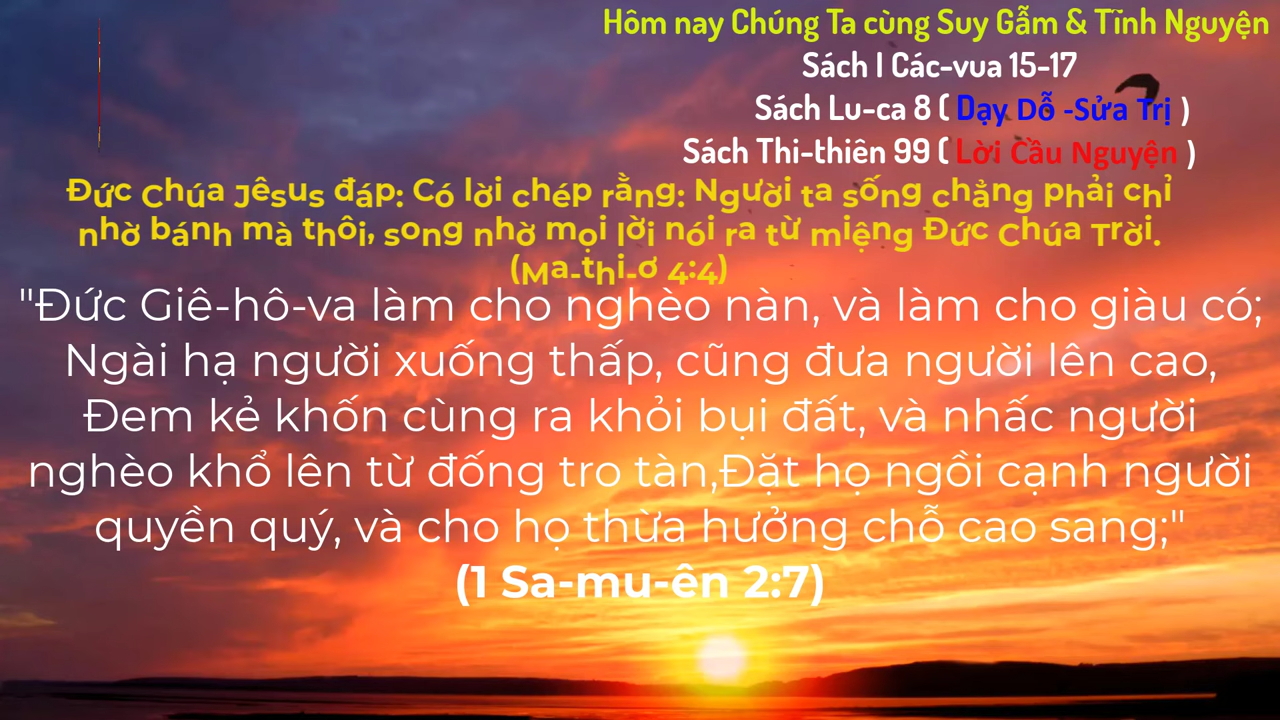 Hôm nay Chúng Ta cùng Suy Gẫm & Tĩnh Nguyện
Sách I Các-vua 15-17
Sách Lu-ca 8 ( Dạy Dỗ -Sửa Trị )
Sách Thi-thiên 99 ( Lời Cầu Nguyện )
Đức Chúa Jêsus đáp: Có lời chép rằng: Người ta sống chẳng phải chỉ
nhờ bánh mà thôi, song nhờ mọi lời nói ra từ miệng Đức Chúa Trời.
(Ma-thi-ơ 4:4)
"Đức Giê-hô-va làm cho nghèo nàn, và làm cho giàu có;
Ngài hạ người xuống thấp, cũng đưa người lên cao,
Đem kẻ khốn cùng ra khỏi bụi đất, và nhấc người
nghèo khổ lên từ đống tro tàn,Đặt họ ngồi cạnh người
quyền quý, và cho họ thừa hưởng chỗ cao sang;"
(1 Sa-mu-ên 2:7)